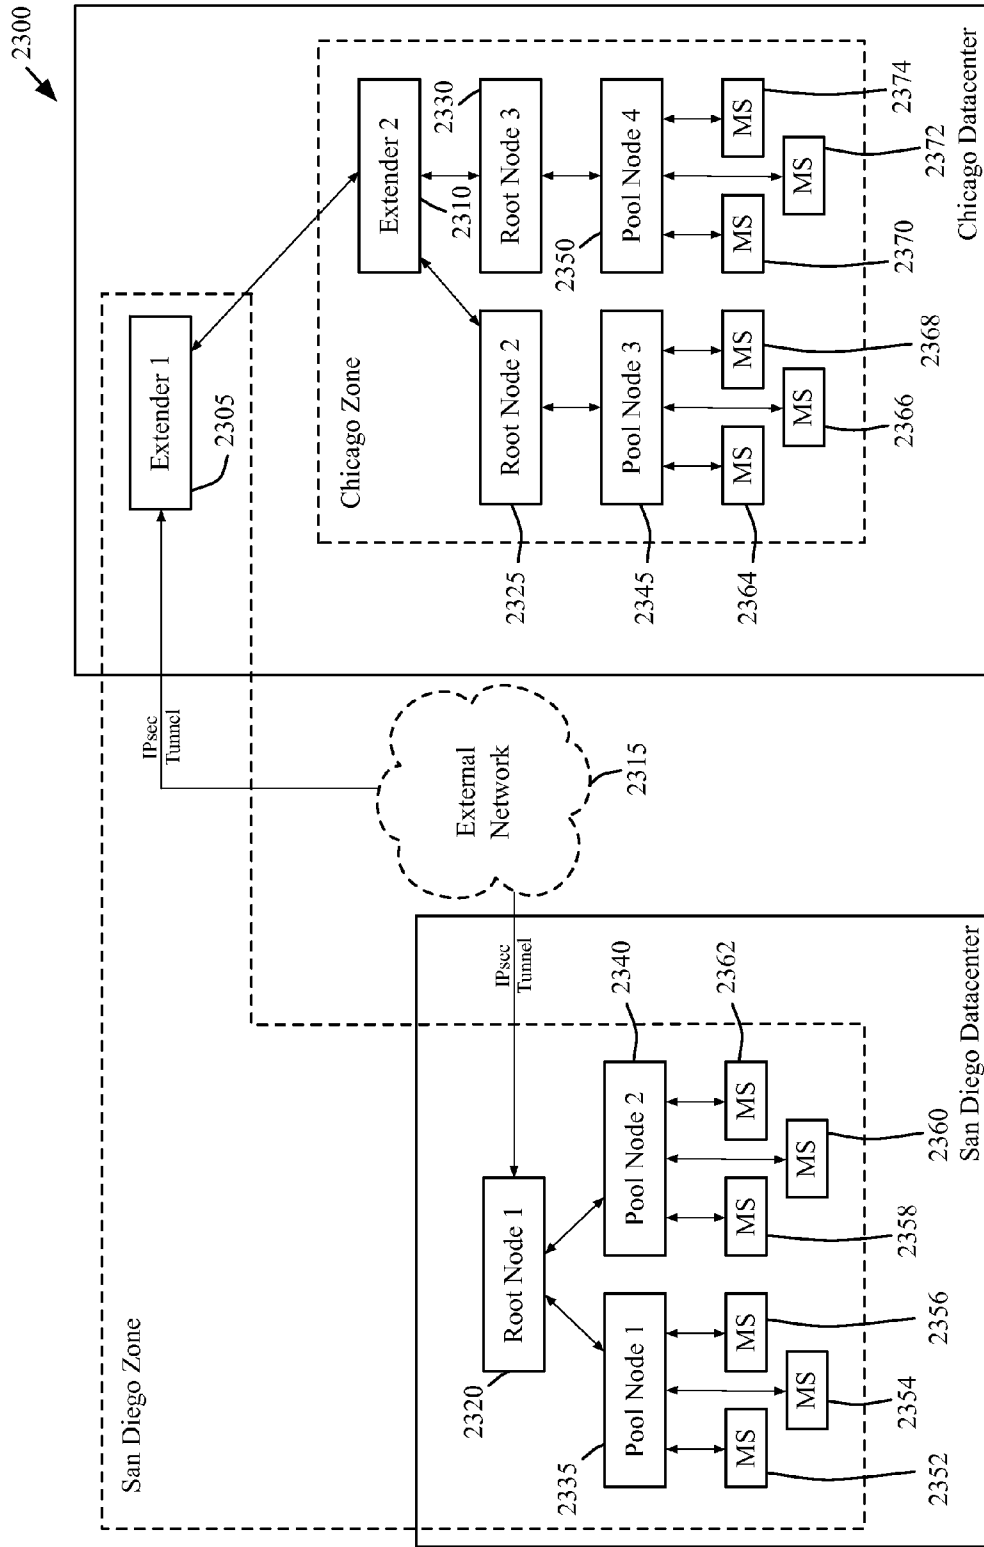 2300
San Diego Zone
Extender 1
2305
Chicago Zone
Extender 2
2310
IPsec
Tunnel
External
Network
2315
IPsec
Tunnel
Root Node 1
2320
Root Node 2
2325
Root Node 3
2330
Pool Node 1
2335
Pool Node 2
2340
Pool Node 3
2345
Pool Node 4
2350
MS
2352
MS
2354
MS
2356
MS
2358
MS
2360
MS
2362
MS
2364
MS
2366
MS
2368
MS
2370
MS
2372
MS
2374
San Diego Datacenter
Chicago Datacenter